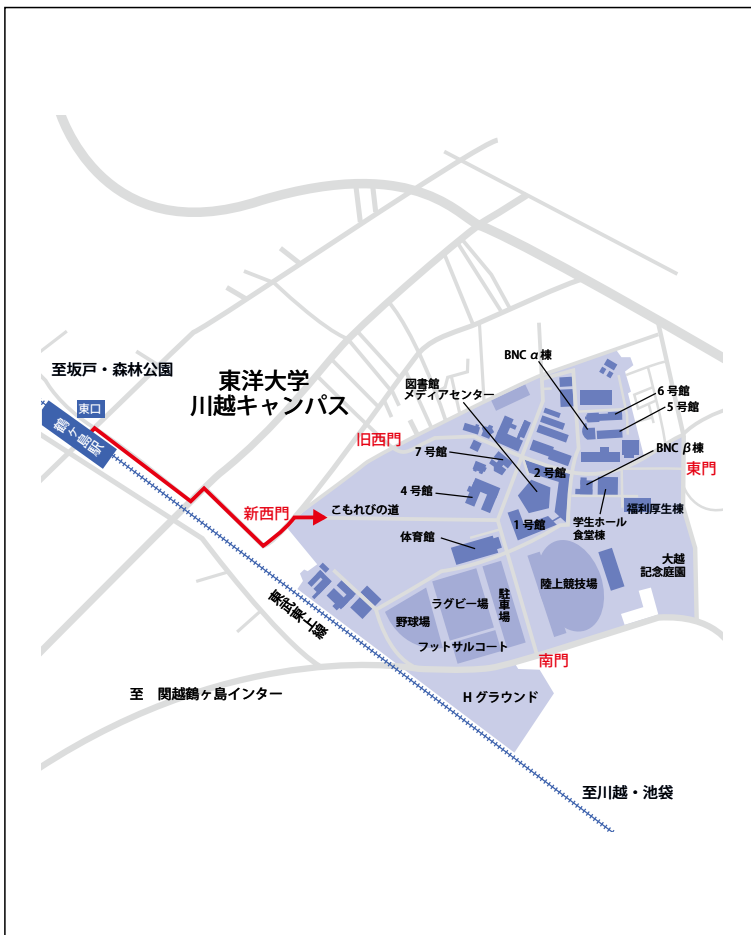 至坂戸・森林公園
東洋大学
川越キャンパス
東口
鶴ヶ島駅
BNC α棟
図書館
メディアセンター
6 号館
5 号館
旧西門
7 号館
BNC β棟
2 号館
東門
4 号館
新西門
こもれびの道
福利厚生棟
1 号館
学生ホール
食堂棟
体育館
大越
記念庭園
陸上競技場
駐車場
ラグビー場
東武東上線
野球場
フットサルコート
南門
至　関越鶴ヶ島インター
H グラウンド
至川越・池袋